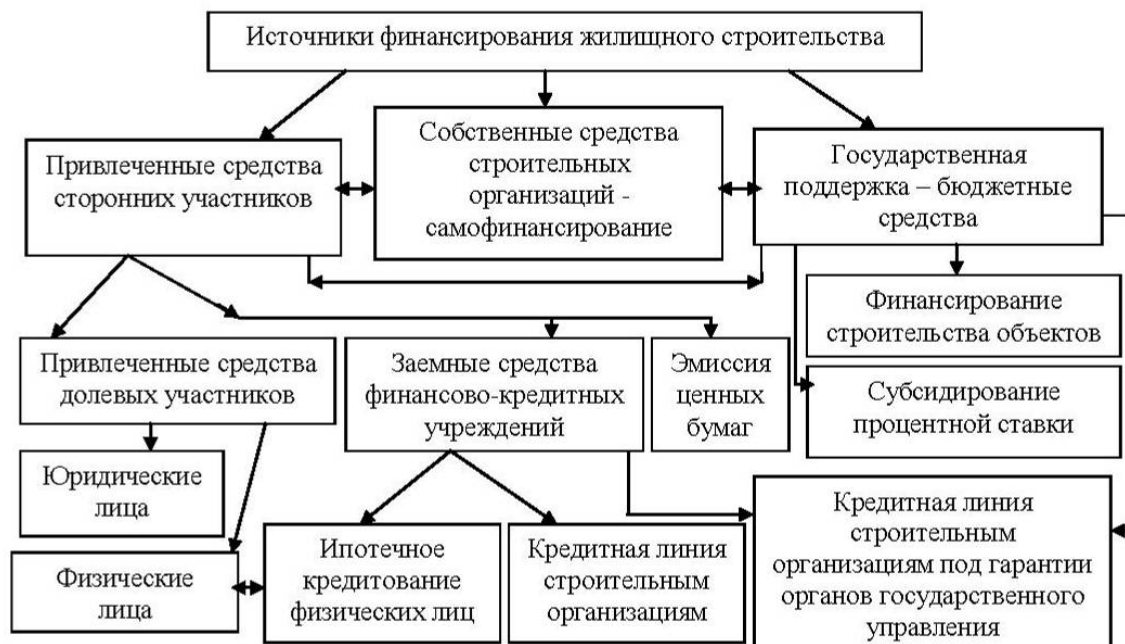 Источники финансирования жилищного строительства
Привлеченные средства
сторонних участников
Собственные средства
строительных
организаций -
самофинансирование
Государственная
поддержка – бюджетные
средства
Финансирование
строительства объектов
Привлеченные средства
долевых участников
Заемные средства
финансово-кредитных
учреждений
Эмиссия
ценных
бумаг
Субсидирование
процентной ставки
Юридические
лица
Физические
лица
Ипотечное
кредитование
физических лиц
Кредитная линия
строительным
организациям
Кредитная линия
строительным
организациям под гарантии
органов государственного
управления